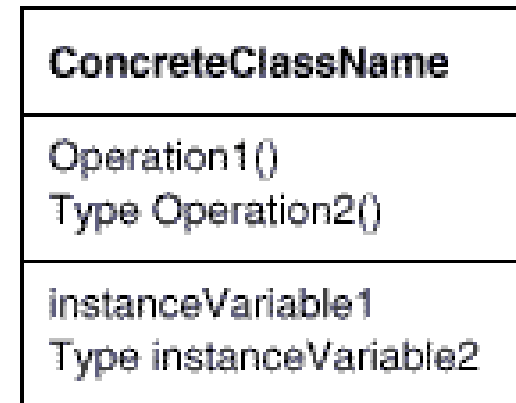 ConcreteClassName
Operation1()
Type Operation2()
instanceVariable1
Type instanceVariable2